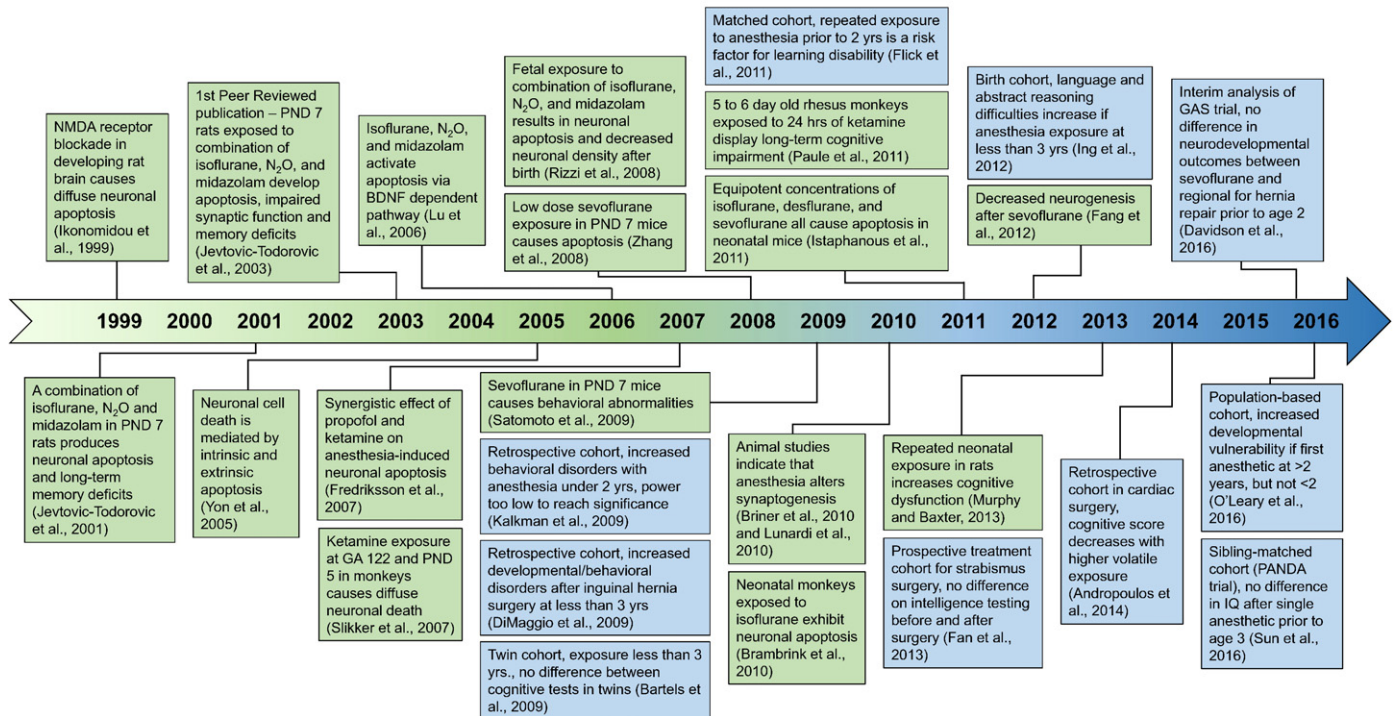 NMDA receptor
blockade in
developing rat
brain causes
diffuse neuronal
apoptosis
(Ikonomidou et
al., 1999)
1st Peer Reviewed
publication – PND 7
rats exposed to
combination of
isoflurane, N₂O, and
midazolam develop
apoptosis, impaired
synaptic function and
memory deficits
(Jevtovic-Todorovic
et al., 2003)
Isoflurane, N₂O,
and midazolam
activate
apoptosis via
BDNF dependent
pathway (Lu et
al., 2006)
Fetal exposure to
combination of isoflurane,
N₂O, and midazolam
results in neuronal
apoptosis and decreased
neuronal density after
birth (Rizzi et al., 2008)
Low dose sevoflurane
exposure in PND 7 mice
causes apoptosis (Zhang
et al., 2008)
Matched cohort, repeated exposure
to anesthesia prior to 2 yrs is a risk
factor for learning disability (Flick
et al., 2011)
5 to 6 day old rhesus monkeys
exposed to 24 hrs of ketamine
display long-term cognitive
impairment (Paule et al., 2011)
Equipotent concentrations of
isoflurane, desflurane, and
sevoflurane all cause apoptosis in
neonatal mice (Istaphanous et al.,
2011)
Birth cohort, language and
abstract reasoning
difficulties increase if
anesthesia exposure at
less than 3 yrs (Ing et al.,
2012)
Decreased neurogenesis
after sevoflurane (Fang et
al., 2012)
Interim analysis of
GAS trial, no
difference in
neurodevelopmental
outcomes between
sevoflurane and
regional for hernia
repair prior to age 2
(Davidson et al.,
2016)
1999 2000 2001 2002 2003 2004 2005 2006 2007 2008 2009 2010 2011 2012 2013 2014 2015 2016
A combination of
isoflurane, N₂O and
midazolam in PND 7
rats produces
neuronal apoptosis
and long-term
memory deficits
(Jevtovic-Todorovic
et al., 2001)
Neuronal cell
death is
mediated by
intrinsic and
extrinsic
apoptosis
(Yon et al.,
2005)
Synergistic effect of
propofol and
ketamine on
anesthesia-induced
neuronal apoptosis
(Fredriksson et al.,
2007)
Ketamine exposure
at GA 122 and PND
5 in monkeys
causes diffuse
neuronal death
(Slikker et al., 2007)
Sevoflurane in PND 7 mice
causes behavioral abnormalities
(Satomoto et al., 2009)
Retrospective cohort, increased
behavioral disorders with
anesthesia under 2 yrs, power
too low to reach significance
(Kalkman et al., 2009)
Retrospective cohort, increased
developmental/behavioral
disorders after inguinal hernia
surgery at less than 3 yrs
(DiMaggio et al., 2009)
Twin cohort, exposure less than 3
yrs., no difference between
cognitive tests in twins (Bartels et
al., 2009)
Animal studies
indicate that
anesthesia alters
synaptogenesis
(Briner et al., 2010
and Lunardi et al.,
2010)
Neonatal monkeys
exposed to
isoflurane exhibit
neuronal apoptosis
(Brambrink et al.,
2010)
Repeated neonatal
exposure in rats
increases cognitive
dysfunction (Murphy
and Baxter, 2013)
Prospective treatment
cohort for strabismus
surgery, no difference
on intelligence testing
before and after
surgery (Fan et al.,
2013)
Retrospective
cohort in cardiac
surgery,
cognitive score
decreases with
higher volatile
exposure
(Andropoulos et
al., 2014)
Population-based
cohort, increased
developmental
vulnerability if first
anesthetic at >2
years, but not <2
(O'Leary et al.,
2016)
Sibling-matched
cohort (PANDA
trial), no difference
in IQ after single
anesthetic prior to
age 3 (Sun et al.,
2016)